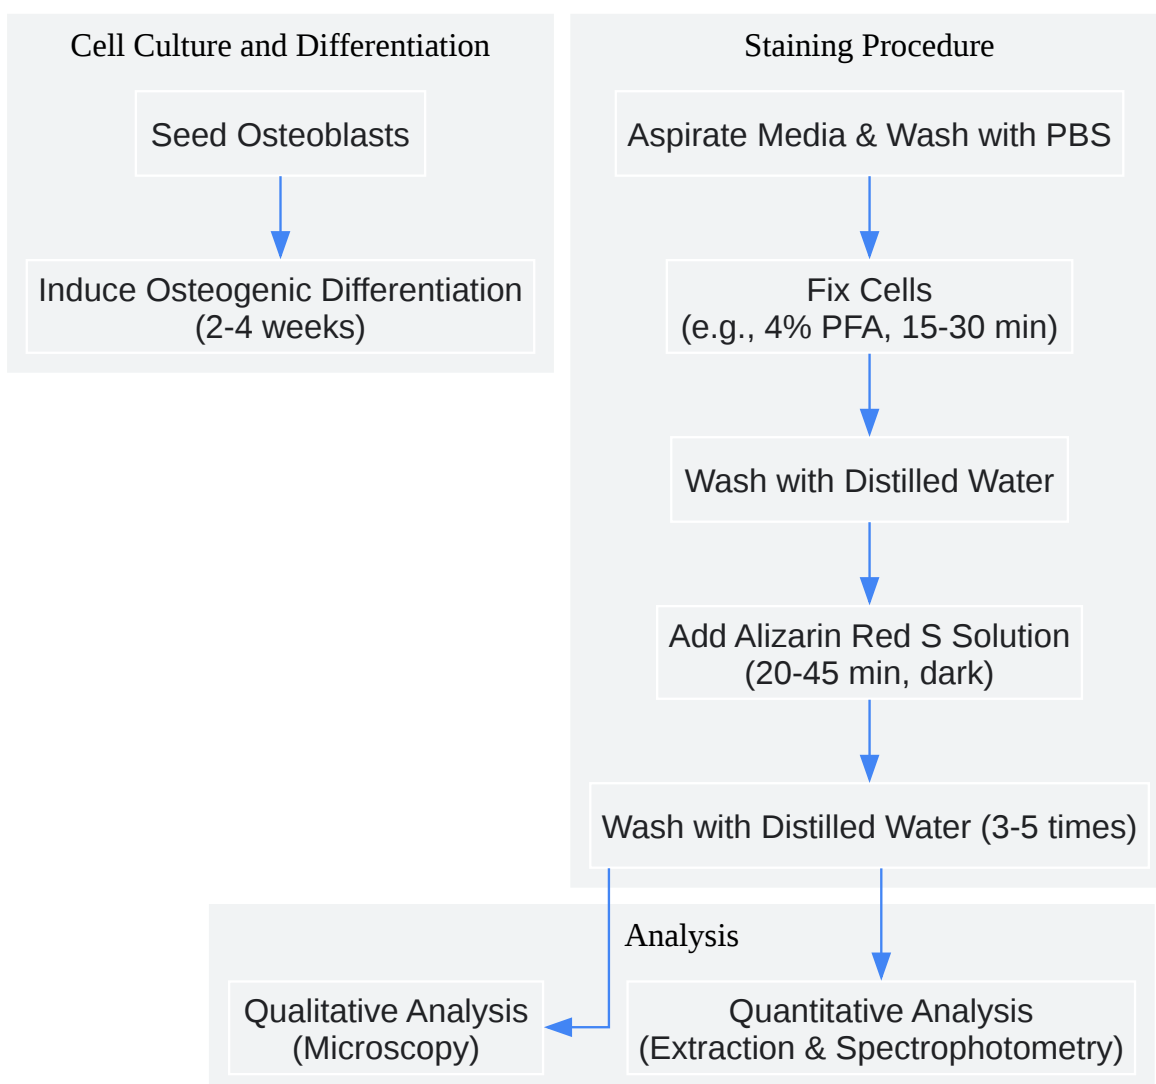 Cell Culture and Differentiation
Seed Osteoblasts
Induce Osteogenic Differentiation
(2-4 weeks)
Staining Procedure
Aspirate Media & Wash with PBS
Fix Cells
(e.g., 4% PFA, 15-30 min)
Wash with Distilled Water
Add Alizarin Red S Solution
(20-45 min, dark)
Wash with Distilled Water (3-5 times)
Analysis
Qualitative Analysis
(Microscopy)
Quantitative Analysis
(Extraction & Spectrophotometry)